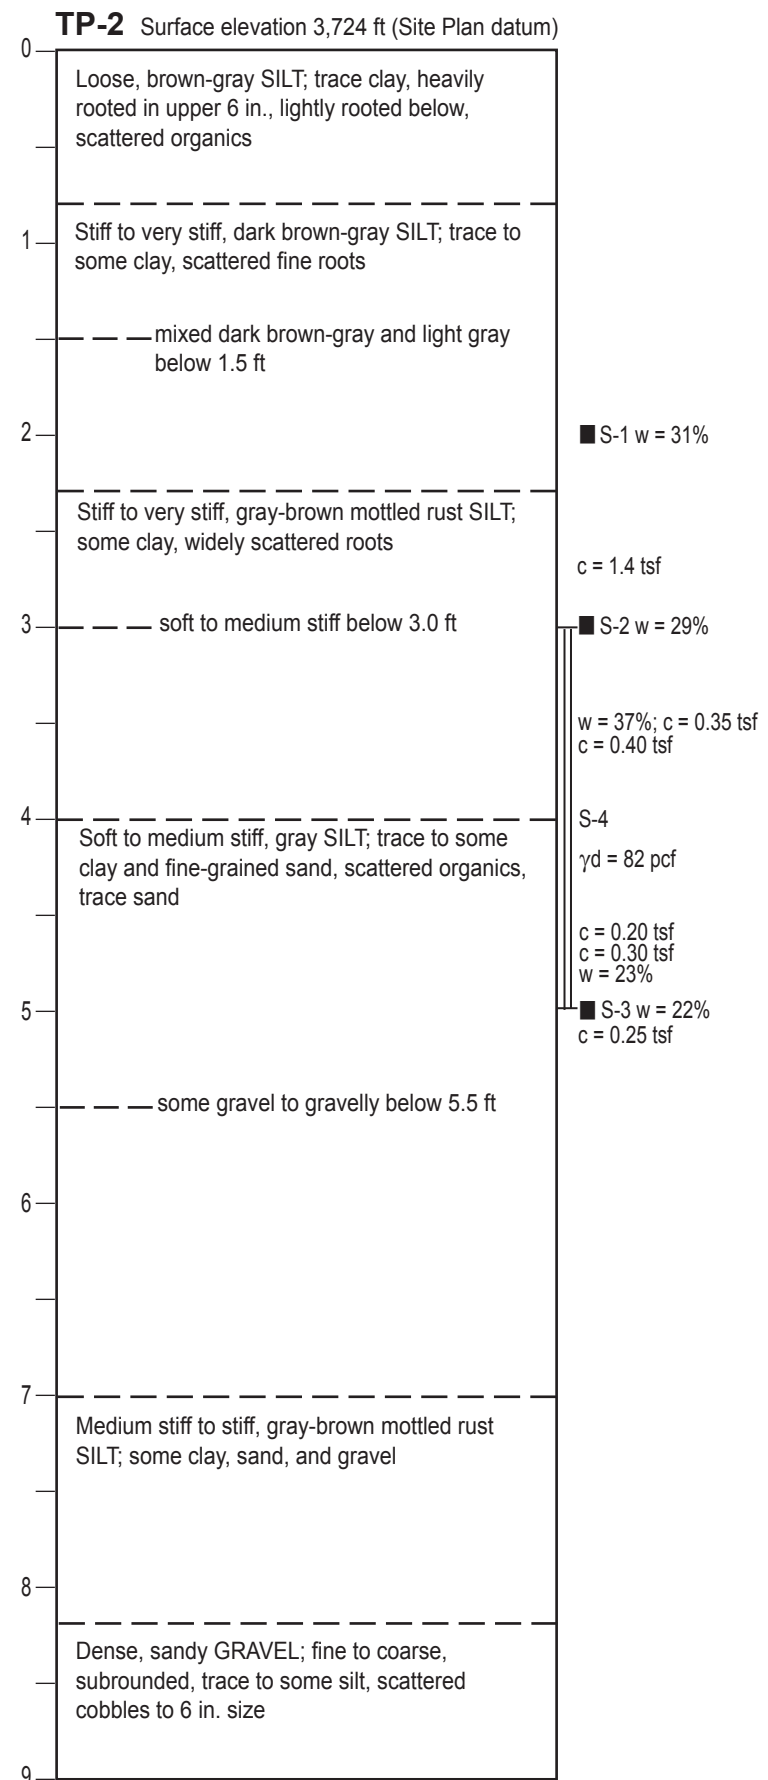 TP-2 Surface elevation 3,724 ft (Site Plan datum)
0
Loose, brown-gray SILT; trace clay, heavily
rooted in upper 6 in., lightly rooted below,
scattered organics
Stiff to very stiff, dark brown-gray SILT; trace to
1
some clay, scattered fine roots
mixed dark brown-gray and light gray
below 1.5 ft
2
S-1 w = 31%
Stiff to very stiff, gray-brown mottled rust SILT;
some clay, widely scattered roots
c = 1.4 tsf
3
soft to medium stiff below 3.0 ft
S-2 w = 29%
w = 37%; c = 0.35 tsf
c = 0.40 tsf
4
S-4
Soft to medium stiff, gray SILT; trace to some
clay and fine-grained sand, scattered organics,
trace sand
γd = 82 pcf
c = 0.20 tsf
c = 0.30 tsf
w = 23%
5
S-3 w = 22%
c = 0.25 tsf
some gravel to gravelly below 5.5 ft
6
7
Medium stiff to stiff, gray-brown mottled rust
SILT; some clay, sand, and gravel
8
Dense, sandy GRAVEL; fine to coarse,
subrounded, trace to some silt, scattered
cobbles to 6 in. size
9